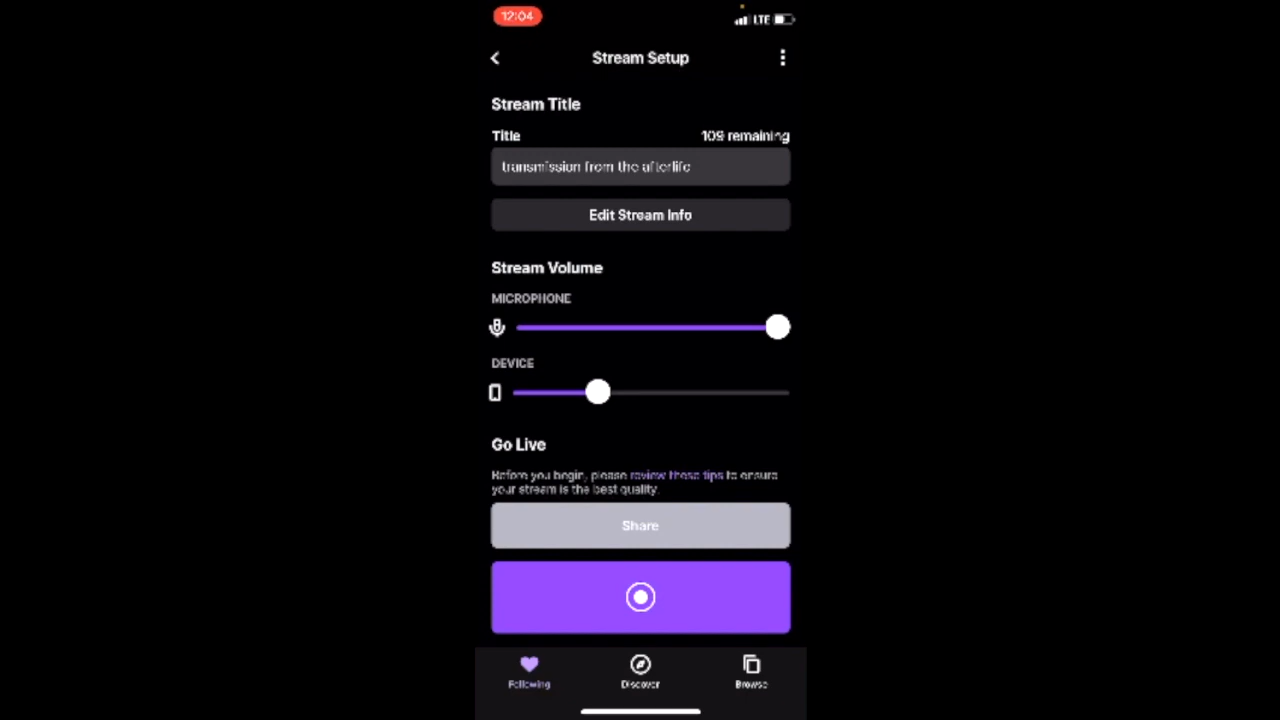 12:04
LTE
Stream Setup
Stream Title
Title
109 remaining
transmission from the afterlife
Edit Stream Info
Stream Volume
MICROPHONE
DEVICE
Go Live
Before you begin, please review these tips to ensure
your stream is the best quality.
Share
Following
Discover
Browse